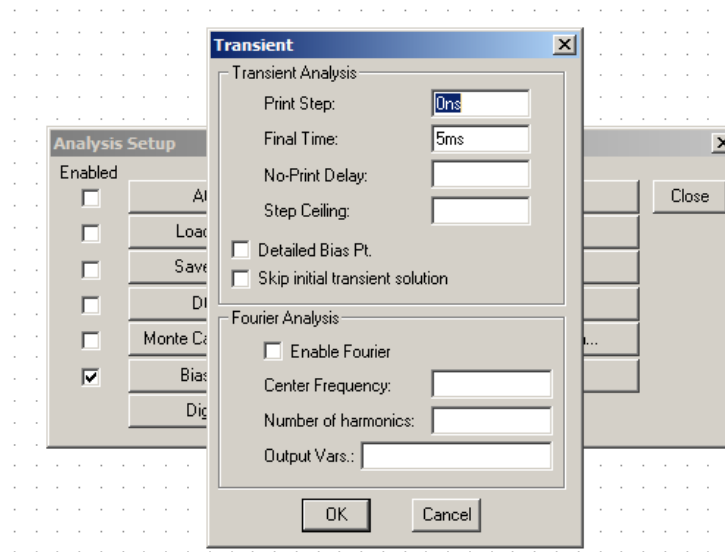 Transient
Transient Analysis
Print Step: 0ns
Final Time: 5ms
No-Print Delay:
Step Ceiling:
Detailed Bias Pt.
Skip initial transient solution
Fourier Analysis
Enable Fourier
Center Frequency:
Number of harmonics:
Output Vars.:
OK Cancel
Analysis Setup
Enabled
Close
Monte Ca
Bias